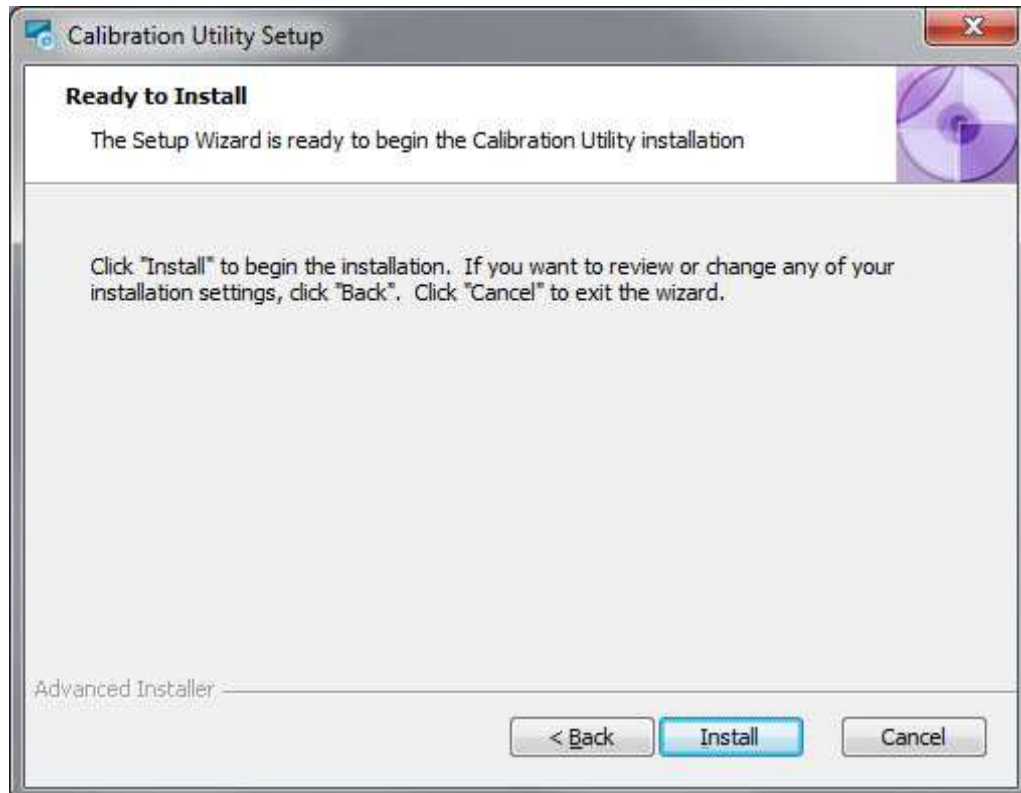 Calibration Utility Setup
Ready to Install
The Setup Wizard is ready to begin the Calibration Utility installation
Click "Install" to begin the installation.  If you want to review or change any of your
installation settings, click "Back".  Click "Cancel" to exit the wizard.
Advanced Installer
< Back
Install
Cancel